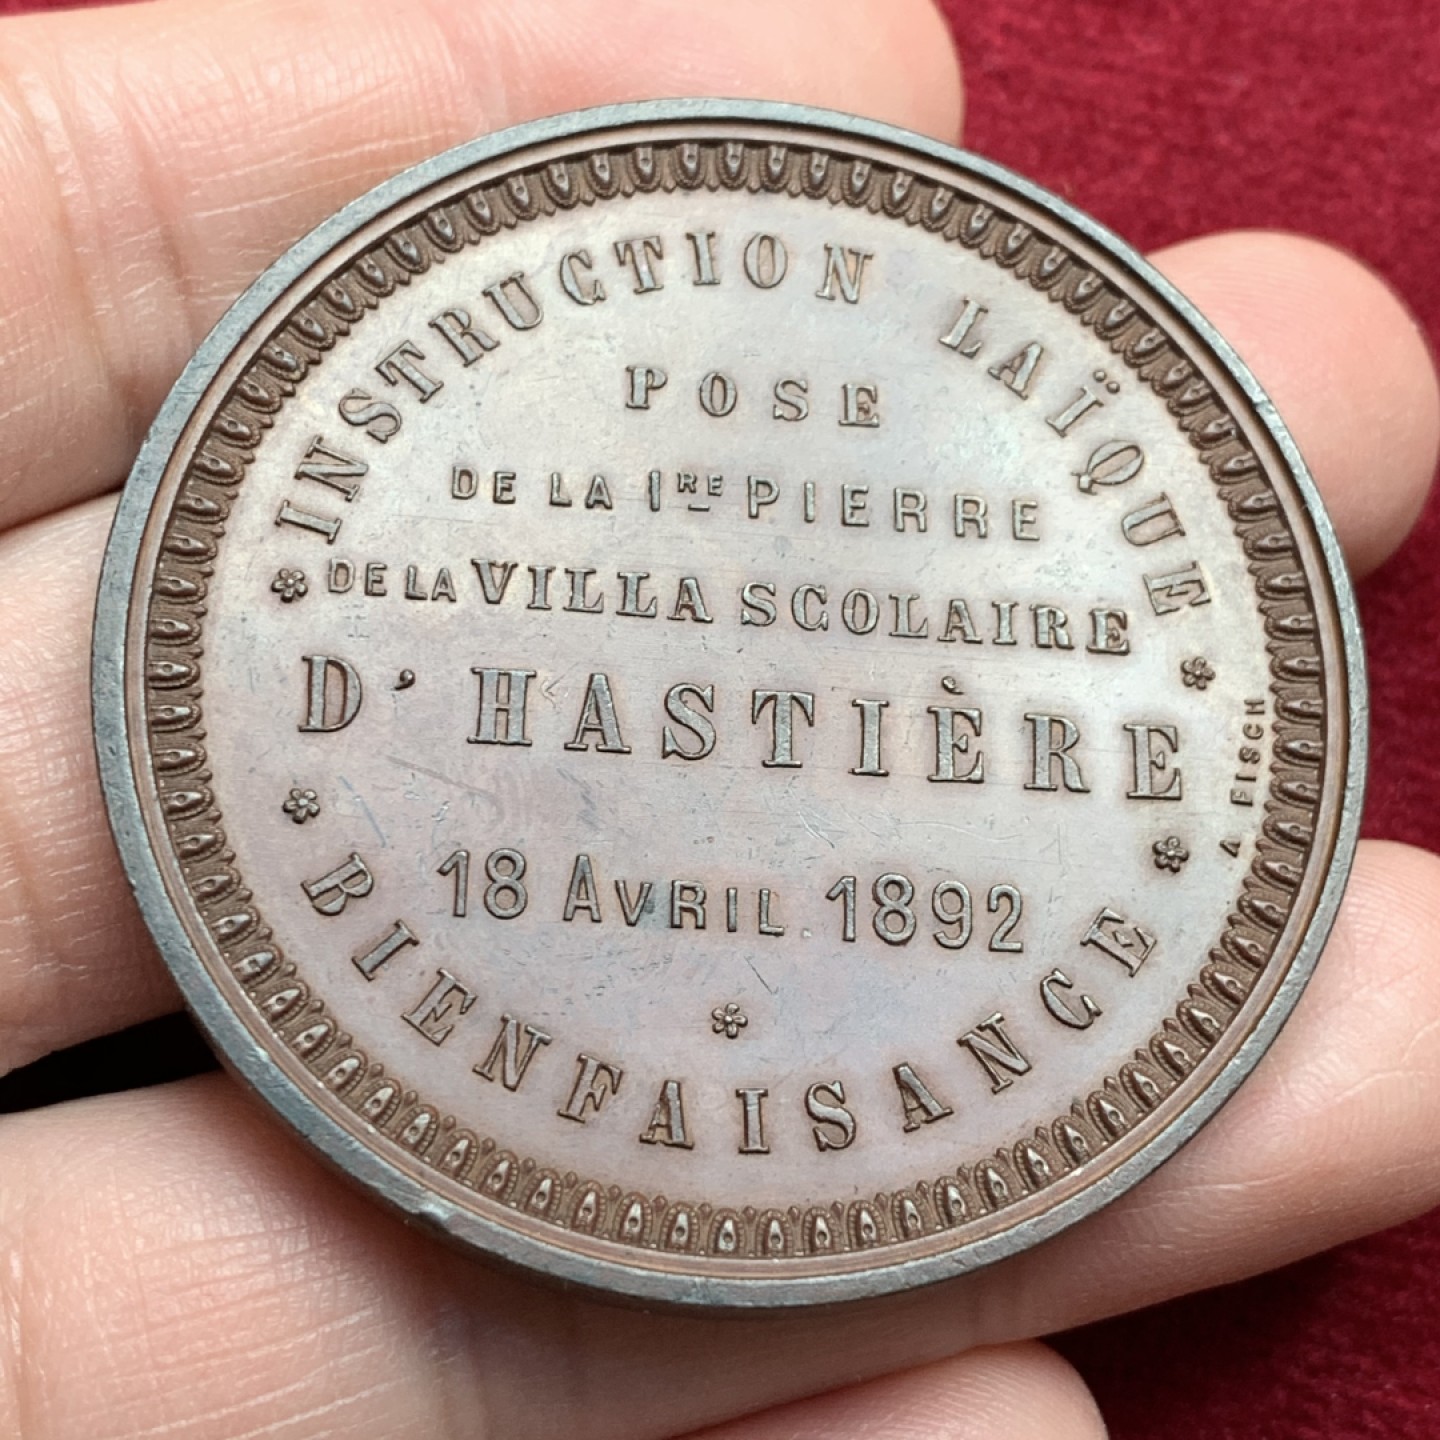 INSTRUCTION LAÏQUE
POSE
DE LA 1RE PIERRE
DE LA VILLA SCOLAIRE
D' HASTIÈRE
18 AVRIL 1892
BIENFAISANCE
A FISCH